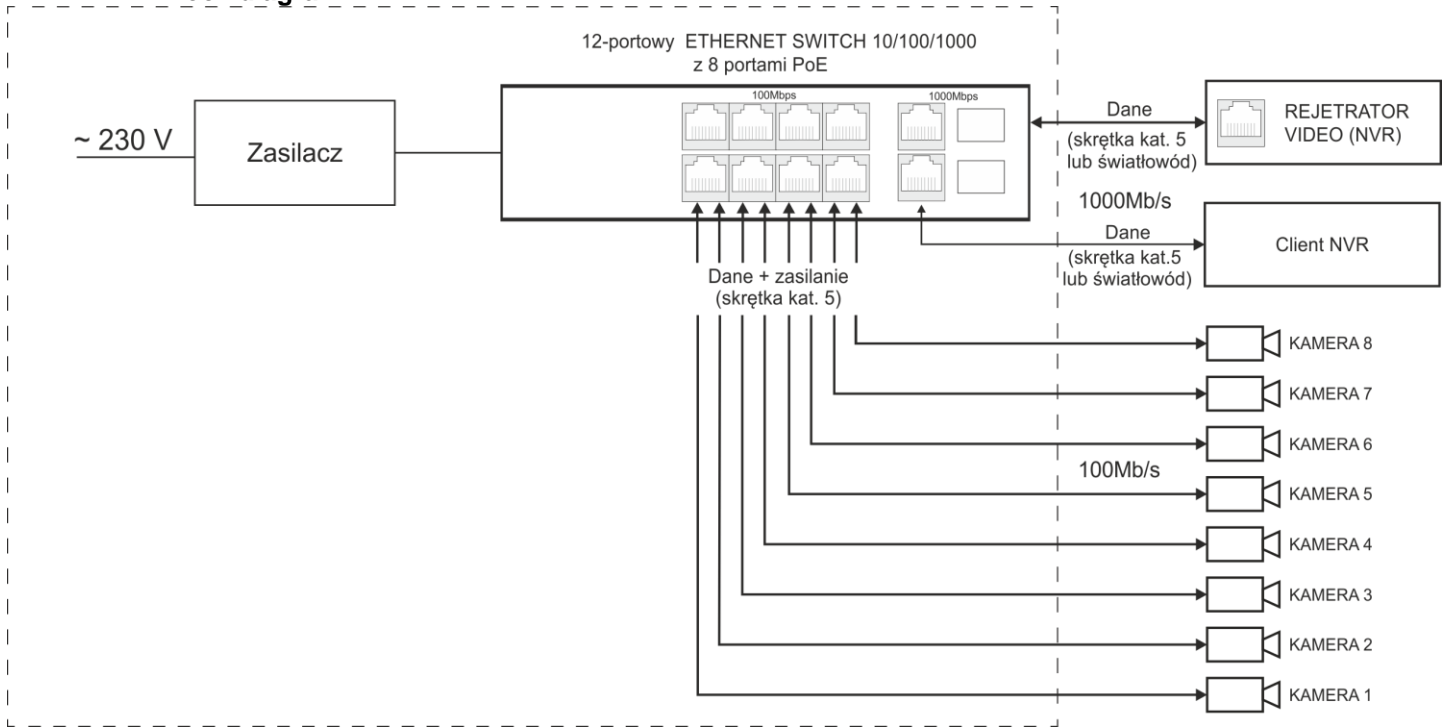 12-portowy ETHERNET SWITCH 10/100/1000
z 8 portami PoE
100Mbps
1000Mbps
~ 230 V
Zasilacz
Dane
(skrętka kat. 5
lub światłowód)
REJETRATOR
VIDEO (NVR)
1000Mb/s
Dane
(skrętka kat.5
lub światłowód)
Client NVR
Dane + zasilanie
(skrętka kat. 5)
KAMERA 8
KAMERA 7
KAMERA 6
100Mb/s
KAMERA 5
KAMERA 4
KAMERA 3
KAMERA 2
KAMERA 1